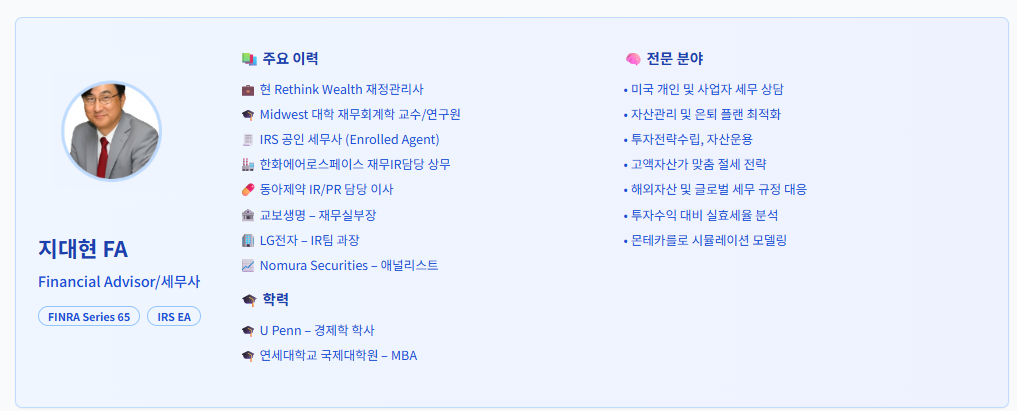 지대현 FA
Financial Advisor/세무사
FINRA Series 65
IRS EA
주요 이력
현 Rethink Wealth 재정관리사
Midwest 대학 재무회계학 교수/연구원
IRS 공인 세무사 (Enrolled Agent)
한화에어로스페이스 재무IR담당 상무
동아제약 IR/PR 담당 이사
교보생명 – 재무실부장
LG전자 – IR팀 과장
Nomura Securities – 애널리스트
학력
U Penn – 경제학 학사
연세대학교 국제대학원 – MBA
전문 분야
• 미국 개인 및 사업자 세무 상담
• 자산관리 및 은퇴 플랜 최적화
• 투자전략수립, 자산운용
• 고액자산가 맞춤 절세 전략
• 해외자산 및 글로벌 세무 규정 대응
• 투자수익 대비 실효세율 분석
• 몬테카를로 시뮬레이션 모델링